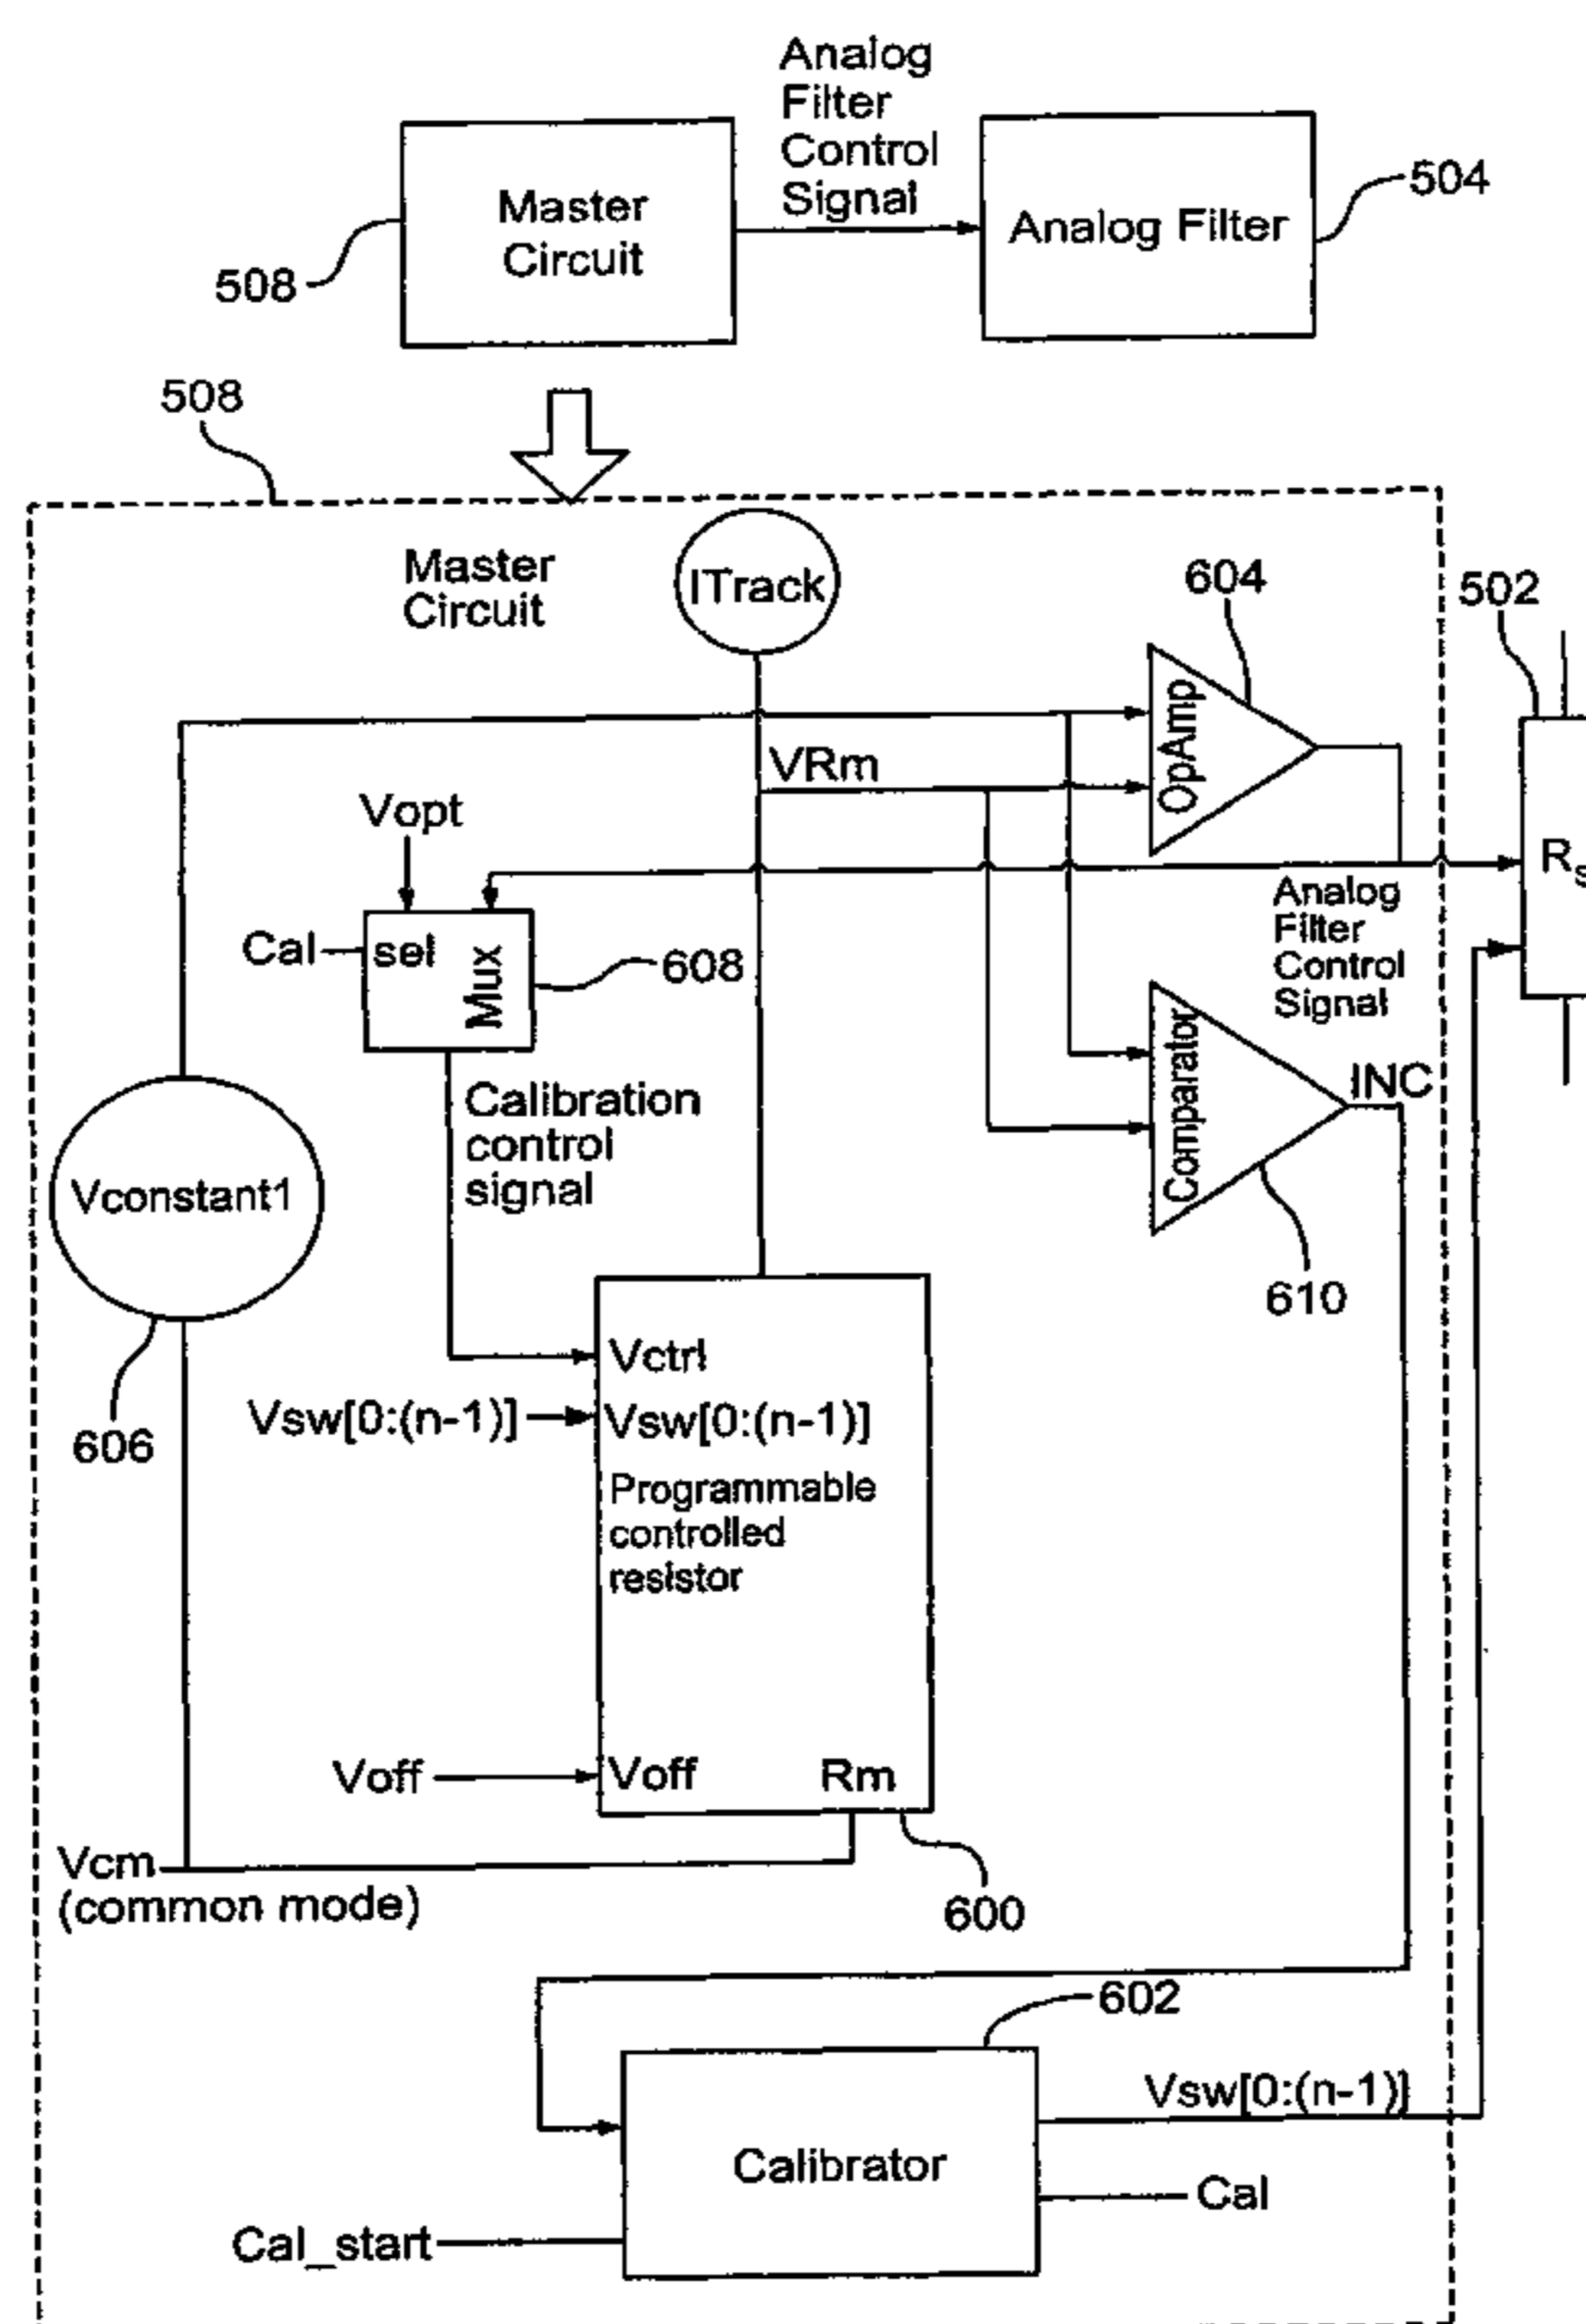 Analog
Filter
Control
Signal
Master
Circuit
Analog Filter
504
508
508
Master
Circuit
ITrack
604
502
OpAmp
VRm
Vopt
Rs
Analog
Filter
Control
Signal
Cal
sel
Mux
608
Comparator
INC
Calibration
control
signal
Vconstant1
610
Vctrl
Vsw[0:(n-1)]
Vsw[0:(n-1)]
606
Programmable
controlled
resistor
Voff
Voff
Rm
Vcm
(common mode)
600
602
Vsw[0:(n-1)]
Calibrator
Cal
Cal_start